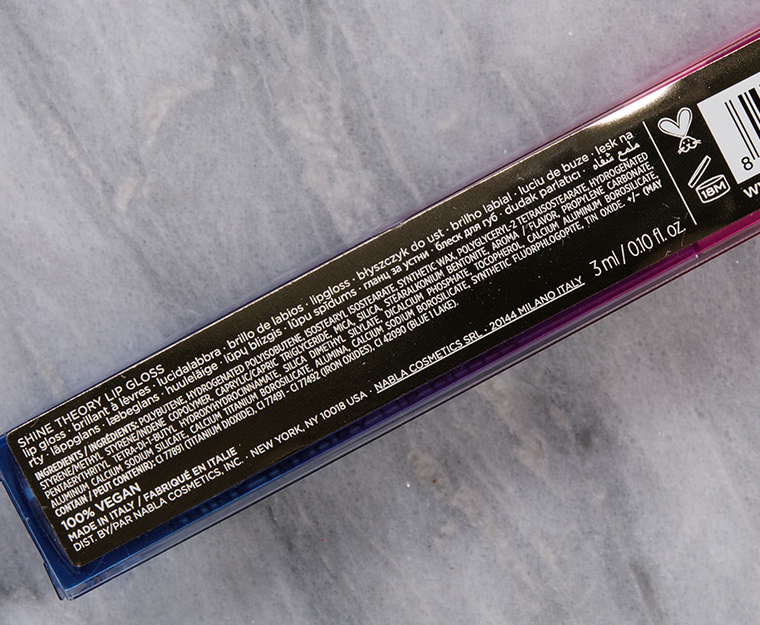 SHINE THEORY LIP GLOSS
lip gloss · brillant à lèvres · lucidalabbra · brillo de labios · lipgloss · błyszczyk do ust · brilho labial · luciu de buze · lesk na
rty · läppglans · læbeglans · huuleläige · lūpų blizgis · lūpu spīdums · гланц за устни · блеск для губ · dudak parlatıcı · ملمع شفاه
INGREDIENTS / INGRÉDIENTS: POLYBUTENE, HYDROGENATED POLYISOBUTENE, ISOSTEARYL ISOSTEARATE, SYNTHETIC WAX, POLYGLYCERYL-2 TETRAISOSTEARATE, HYDROGENATED
STYRENE/METHYL STYRENE/INDENE COPOLYMER, CAPRYLIC/CAPRIC TRIGLYCERIDE, MICA, SILICA, STEARALKONIUM BENTONITE, AROMA / FLAVOR, PROPYLENE CARBONATE,
PENTAERYTHRITYL TETRA-DI-T-BUTYL HYDROXYHYDROCINNAMATE, SILICA DIMETHYL SILYLATE, DICALCIUM PHOSPHATE, TOCOPHEROL, CALCIUM ALUMINUM BOROSILICATE,
ALUMINUM CALCIUM SODIUM SILICATE, CALCIUM TITANIUM BOROSILICATE, ALUMINA, CALCIUM SODIUM BOROSILICATE, SYNTHETIC FLUORPHLOGOPITE, TIN OXIDE. +/- (MAY
CONTAIN / PEUT CONTENIR): CI 77891 (TITANIUM DIOXIDE), CI 77491 - CI 77492 (IRON OXIDES), CI 42090 (BLUE 1 LAKE).
100% VEGAN
MADE IN ITALY / FABRIQUÉ EN ITALIE
DIST. BY/PAR NABLA COSMETICS, INC. · NEW YORK, NY 10018 USA · NABLA COSMETICS SRL · 20144 MILANO ITALY
3 ml / 0.10 fl. oz
18M
8
W